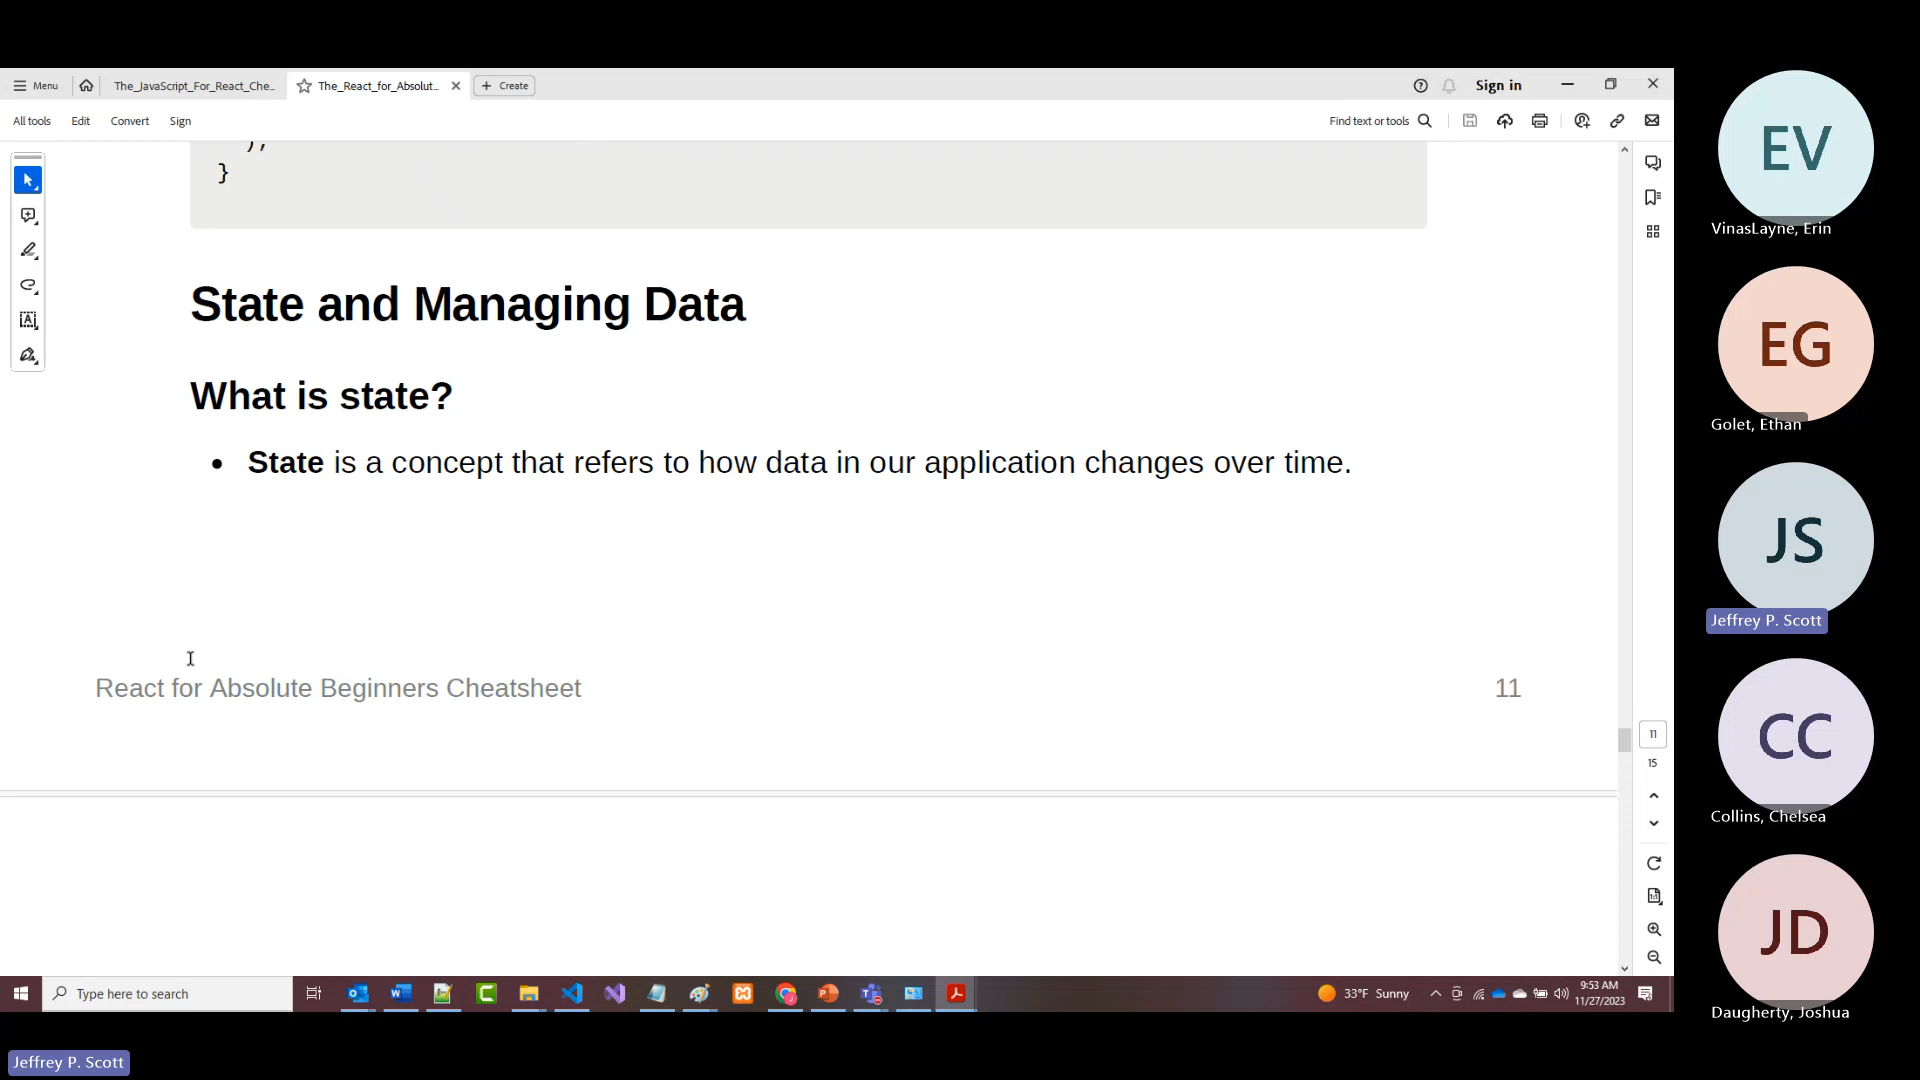 Menu
The_JavaScript_For_React_Che...
The_React_for_Absolut...
Create
Sign in
All tools
Edit
Convert
Sign
Find text or tools
);
}
State and Managing Data
What is state?
State is a concept that refers to how data in our application changes over time.
React for Absolute Beginners Cheatsheet
11
11
15
Type here to search
33°F Sunny
9:53 AM
11/27/2023
EV
VinasLayne, Erin
EG
Golet, Ethan
JS
Jeffrey P. Scott
CC
Collins, Chelsea
JD
Daugherty, Joshua
Jeffrey P. Scott